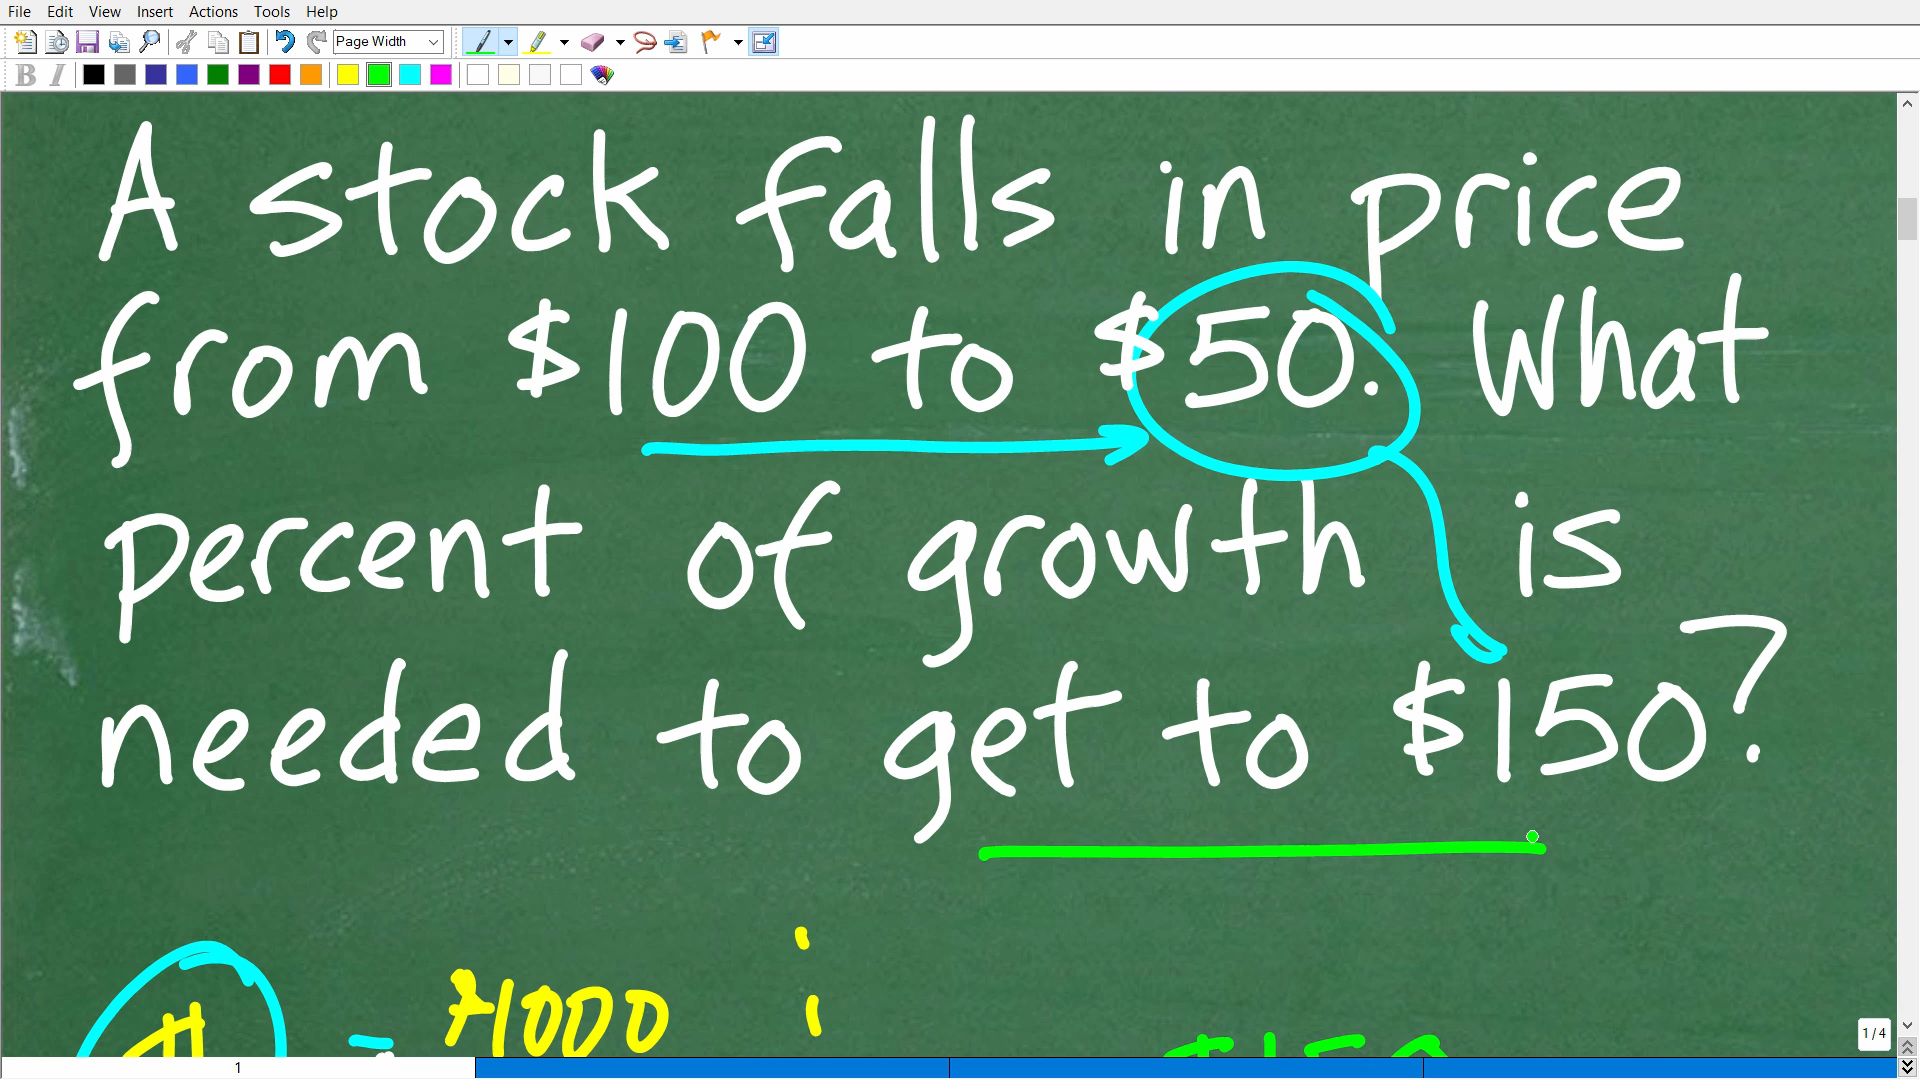 File Edit View Insert Actions Tools Help
Page Width
B I
A stock falls in price
from $100 to $50. What
percent of growth is
needed to get to $150?
1000
1 / 4
1